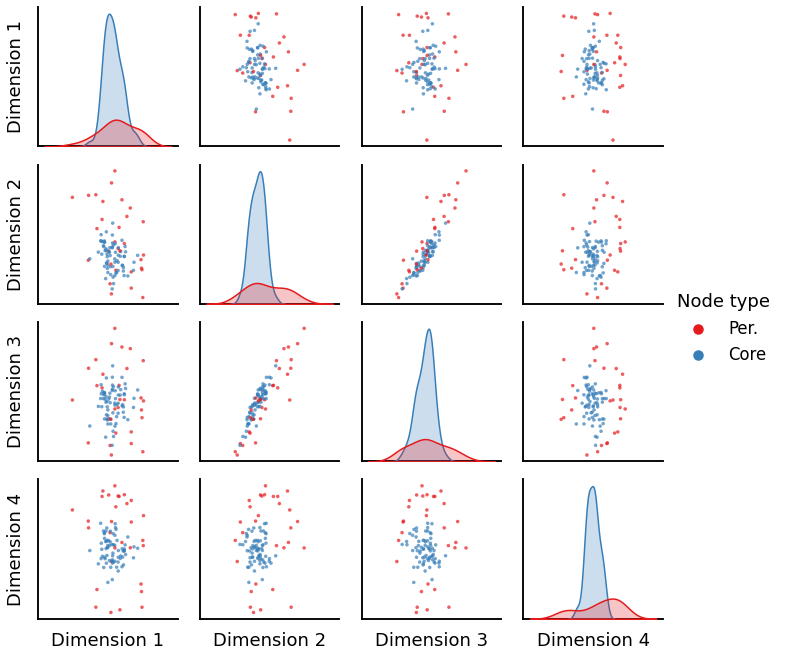 Dimension 1
Dimension 2
Dimension 3
Dimension 4
Node type
Per.
Core
Dimension 1
Dimension 2
Dimension 3
Dimension 4